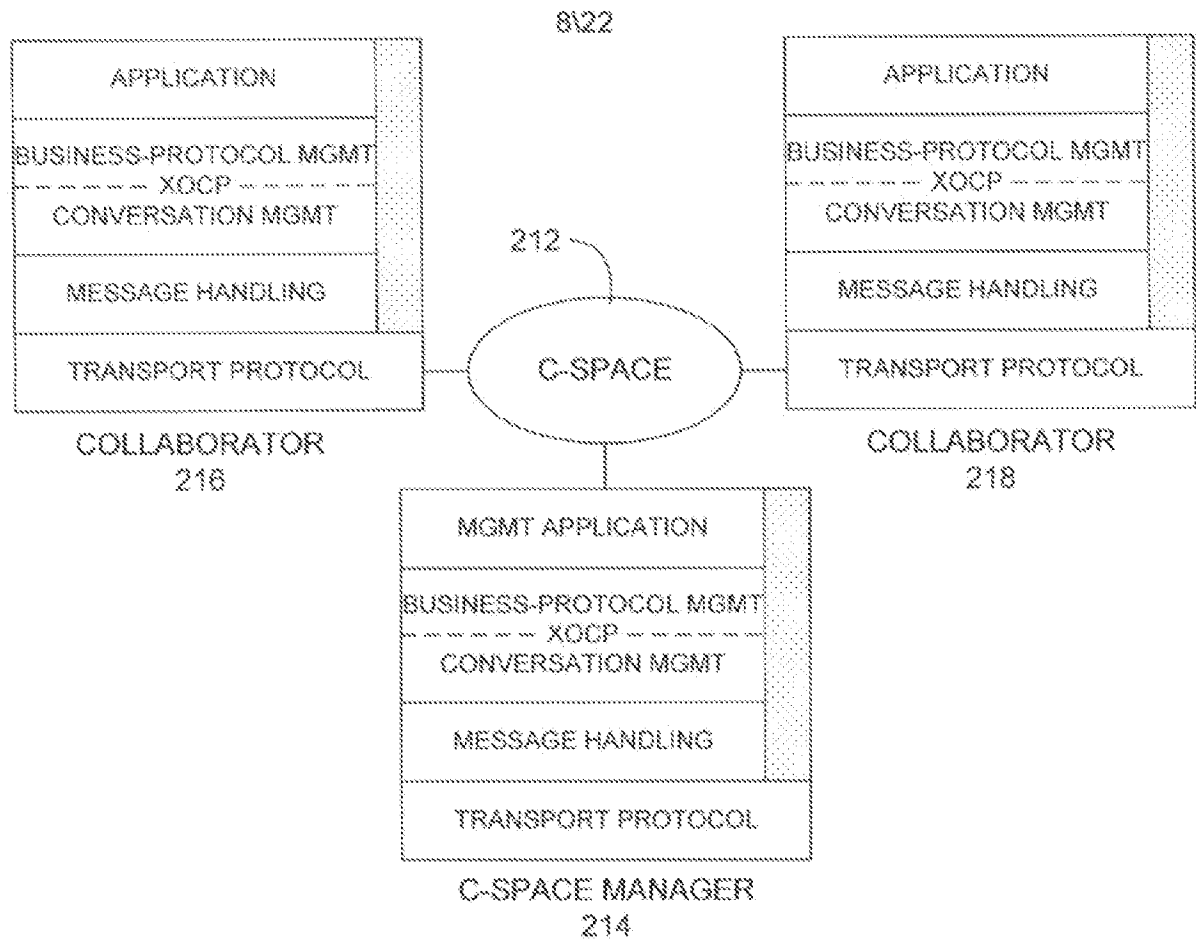 8\22
APPLICATION
BUSINESS-PROTOCOL MGMT
XOCP
CONVERSATION MGMT
MESSAGE HANDLING
TRANSPORT PROTOCOL
COLLABORATOR
216
APPLICATION
BUSINESS-PROTOCOL MGMT
XOCP
CONVERSATION MGMT
MESSAGE HANDLING
TRANSPORT PROTOCOL
COLLABORATOR
218
212
C-SPACE
MGMT APPLICATION
BUSINESS-PROTOCOL MGMT
XOCP
CONVERSATION MGMT
MESSAGE HANDLING
TRANSPORT PROTOCOL
C-SPACE MANAGER
214